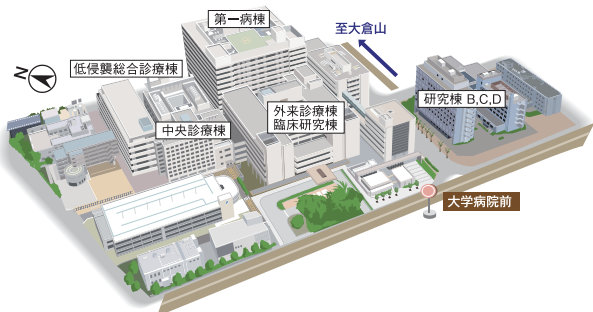 第一病棟
至大倉山
低侵襲総合診療棟
N
研究棟 B,C,D
外来診療棟
臨床研究棟
中央診療棟
大学病院前